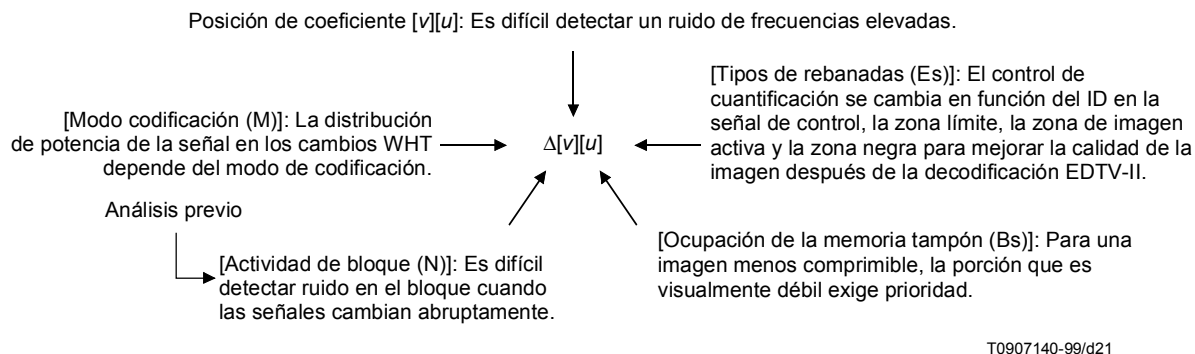 Posición de coeficiente [v][u]: Es difícil detectar un ruido de frecuencias elevadas.
[Tipos de rebanadas (Es)]: El control de
cuantificación se cambia en función del ID en la
señal de control, la zona límite, la zona de imagen
activa y la zona negra para mejorar la calidad de la
imagen después de la decodificación EDTV-II.
[Modo codificación (M)]: La distribución
de potencia de la señal en los cambios WHT
depende del modo de codificación.
Δ[v][u]
Análisis previo
[Actividad de bloque (N)]: Es difícil
detectar ruido en el bloque cuando
las señales cambian abruptamente.
[Ocupación de la memoria tampón (Bs)]: Para una
imagen menos comprimible, la porción que es
visualmente débil exige prioridad.
T0907140-99/d21